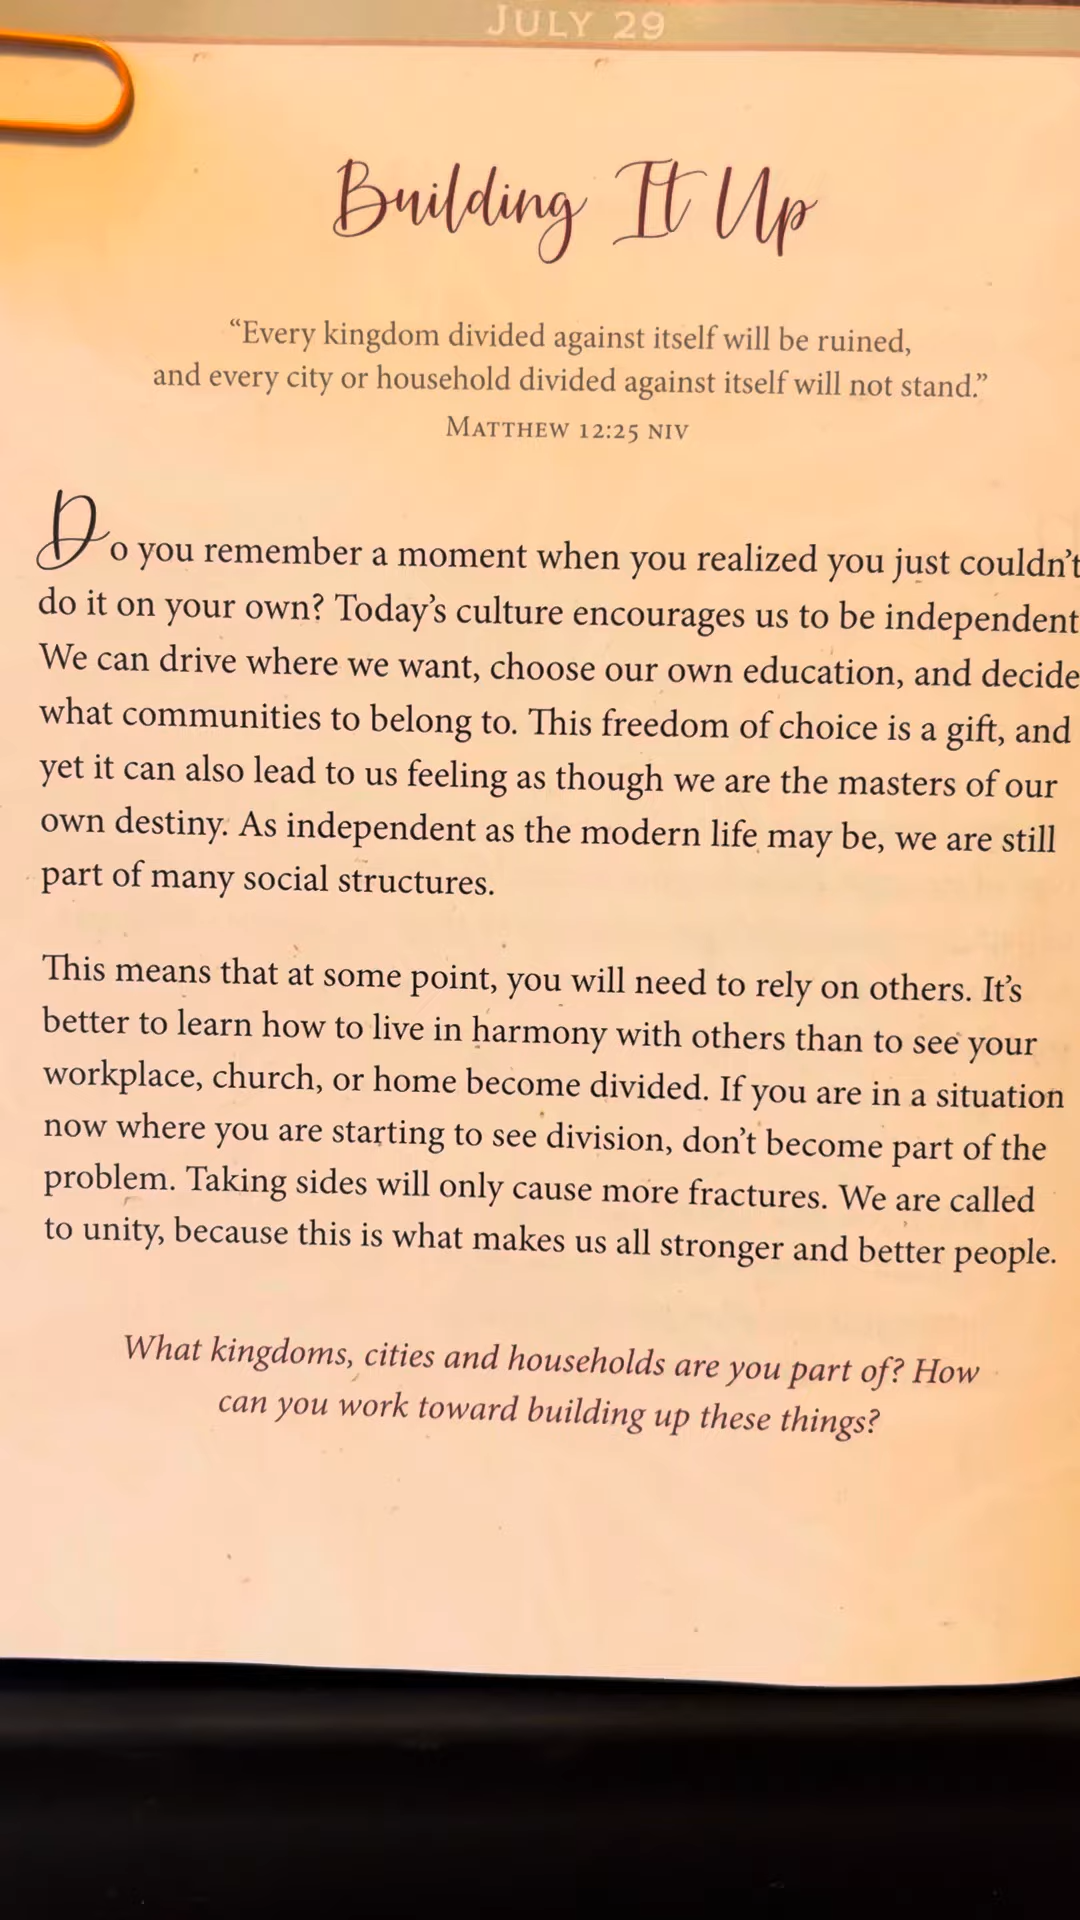 JULY 29
Building It Up
“Every kingdom divided against itself will be ruined,
and every city or household divided against itself will not stand.”
MATTHEW 12:25 NIV
Do you remember a moment when you realized you just couldn’t
do it on your own? Today’s culture encourages us to be independent
We can drive where we want, choose our own education, and decide
what communities to belong to. This freedom of choice is a gift, and
yet it can also lead to us feeling as though we are the masters of our
own destiny. As independent as the modern life may be, we are still
part of many social structures.
This means that at some point, you will need to rely on others. It’s
better to learn how to live in harmony with others than to see your
workplace, church, or home become divided. If you are in a situation
now where you are starting to see division, don’t become part of the
problem. Taking sides will only cause more fractures. We are called
to unity, because this is what makes us all stronger and better people.
What kingdoms, cities and households are you part of? How
can you work toward building up these things?